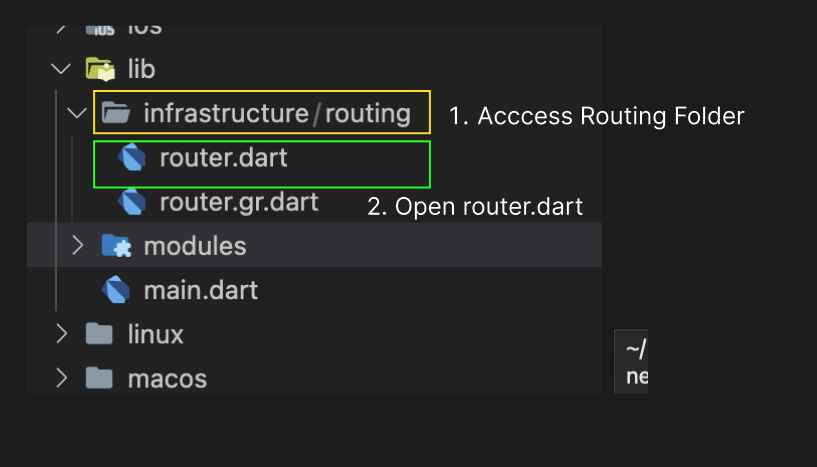 ios
lib
infrastructure/routing
1. Acccess Routing Folder
router.dart
router.gr.dart
2. Open router.dart
modules
main.dart
linux
~/
macos
ne